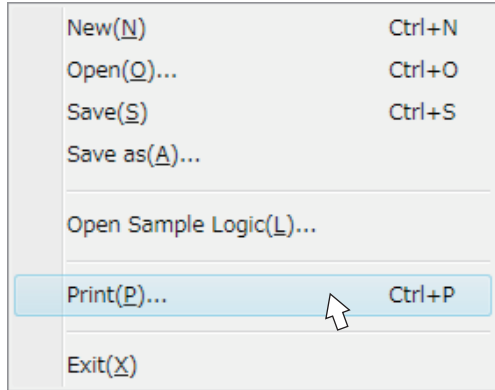 New(N) Ctrl+N
Open(O)... Ctrl+O
Save(S) Ctrl+S
Save as(A)...
Open Sample Logic(L)...
Print(P)... Ctrl+P
Exit(X)